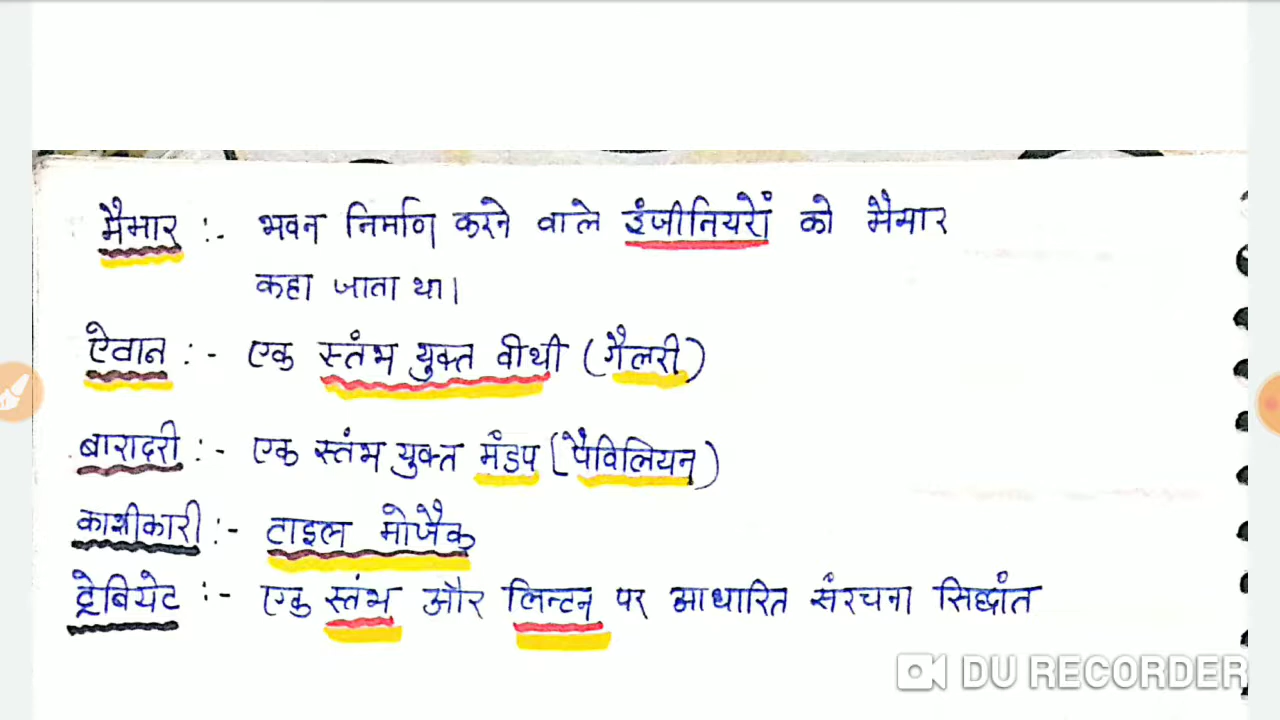 मैमार :- भवन निर्माण करने वाले इंजीनियरों को मैमार
कहा जाता था।
ऐवान :- एक स्तंभ युक्त वीथी (गैलरी)
बारादरी :- एक स्तंभ युक्त मंडप (पैविलियन)
काशीकारी :- टाइल मोजैक
ट्रेबियेट :- एक स्तंभ और लिन्टन पर आधारित संरचना सिद्धांत
DU RECORDER